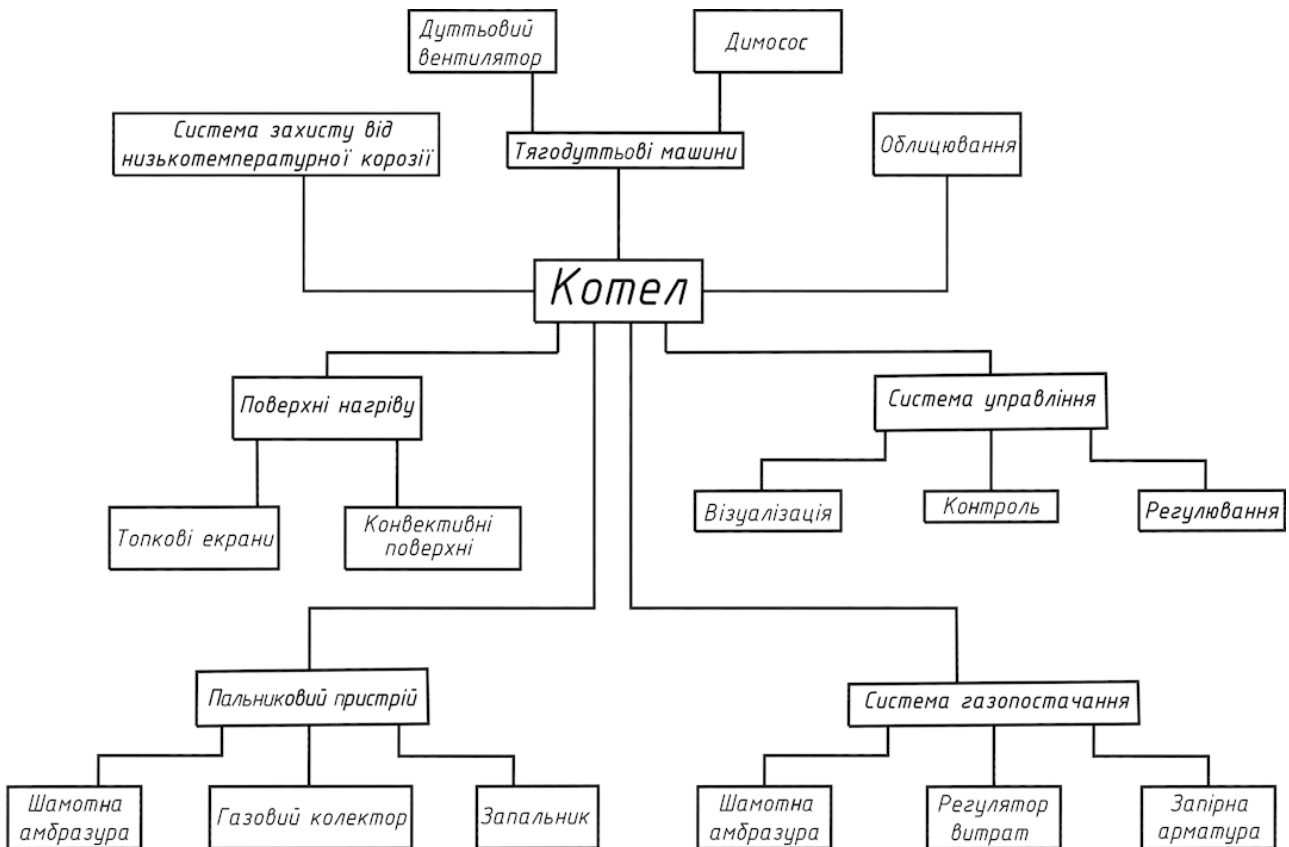 Дуттьовий
вентилятор
Димосос
Система захисту від
низькотемпературної корозії
Тягодуттьові машини
Облицювання
Котел
Поверхні нагріву
Система управління
Топкові екрани
Конвективні
поверхні
Візуалізація
Контроль
Регулювання
Пальниковий пристрій
Система газопостачання
Шамотна
амбразура
Газовий колектор
Запальник
Шамотна
амбразура
Регулятор
витрат
Запірна
арматура